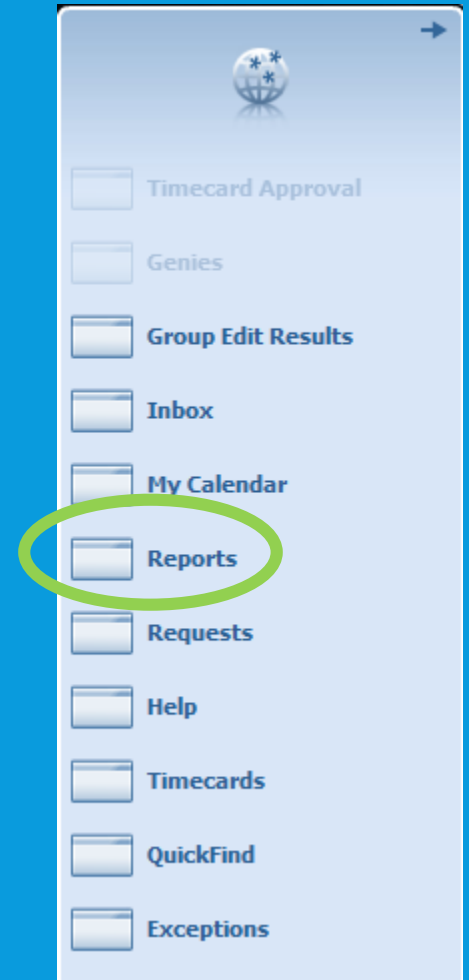 Timecard Approval
Genies
Group Edit Results
Inbox
My Calendar
Reports
Requests
Help
Timecards
QuickFind
Exceptions